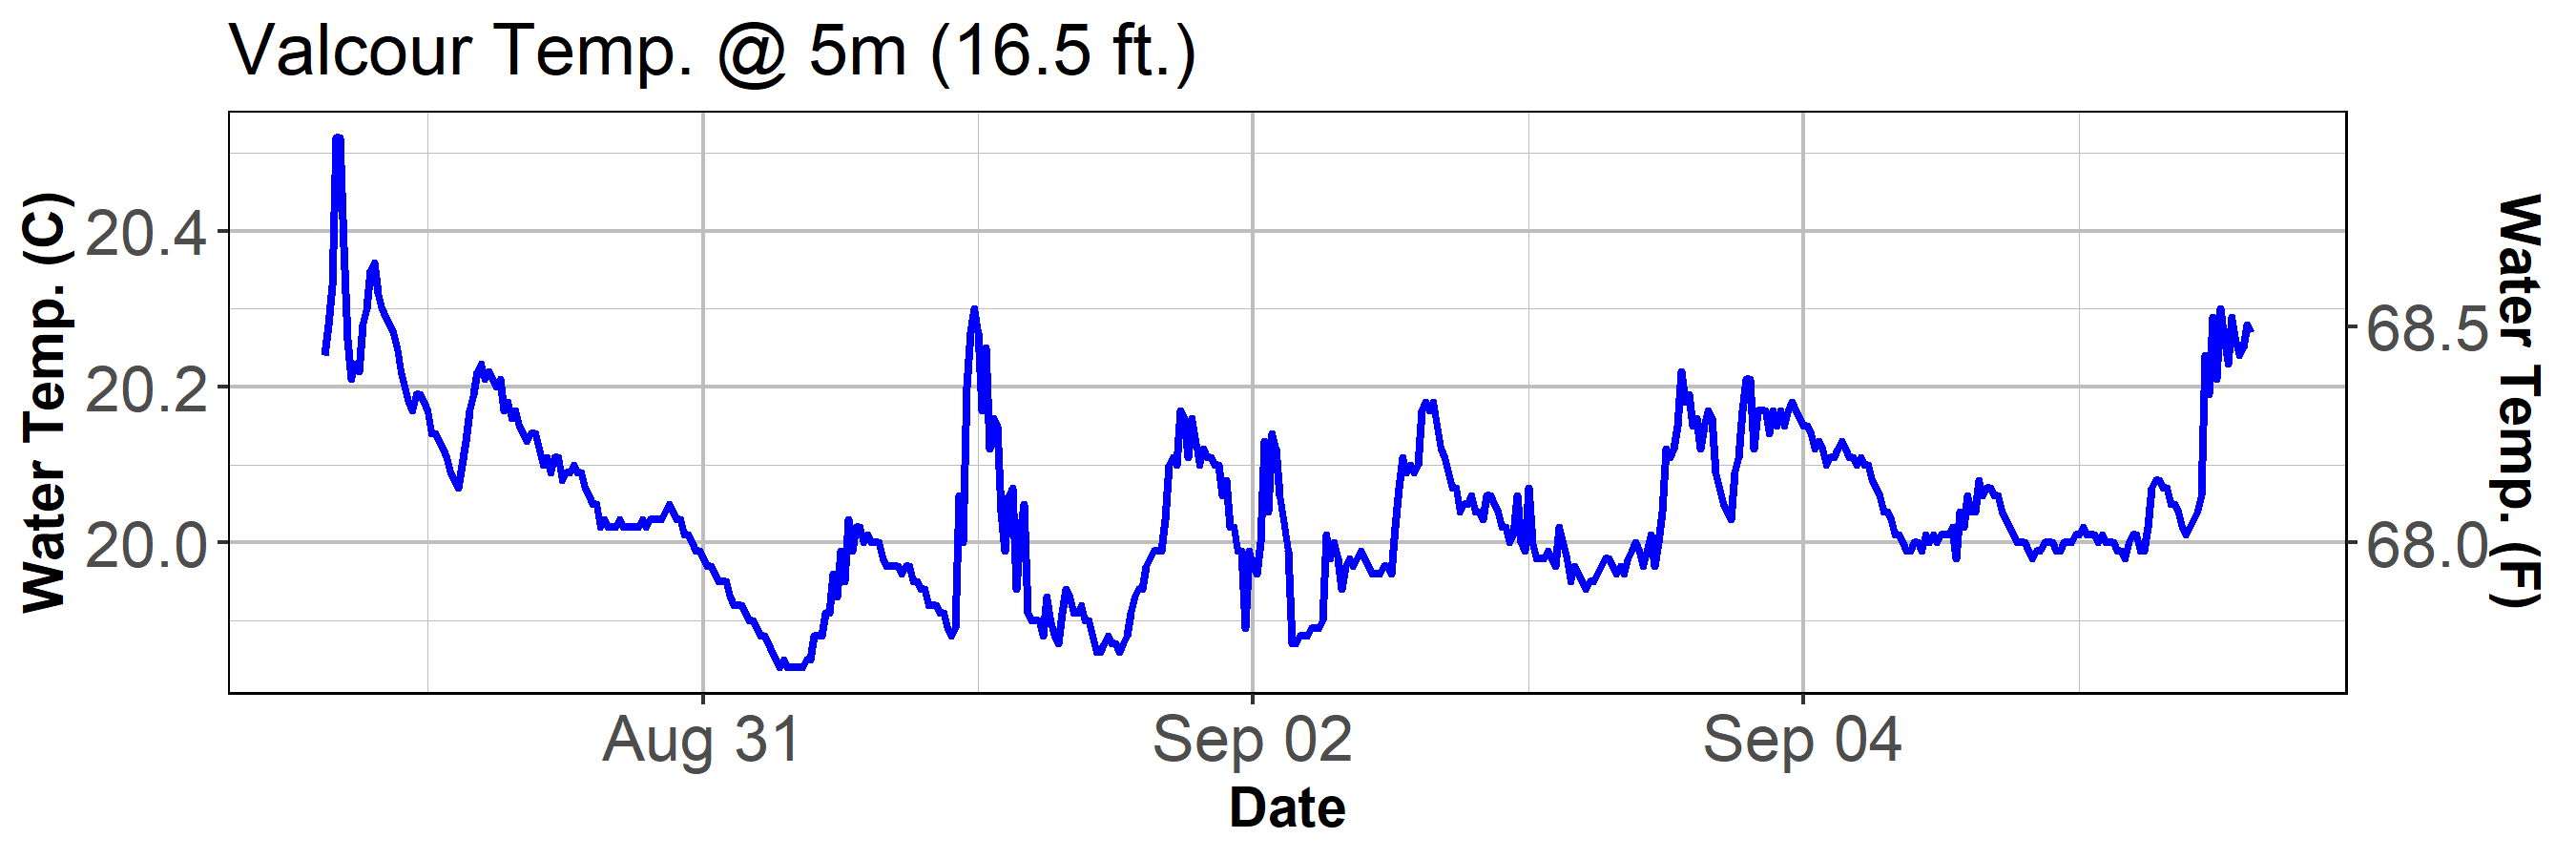 Valcour Temp. @ 5m (16.5 ft.)
Water Temp. (C)
20.4
20.2
20.0
68.5
68.0
Water Temp. (F)
Aug 31
Sep 02
Sep 04
Date